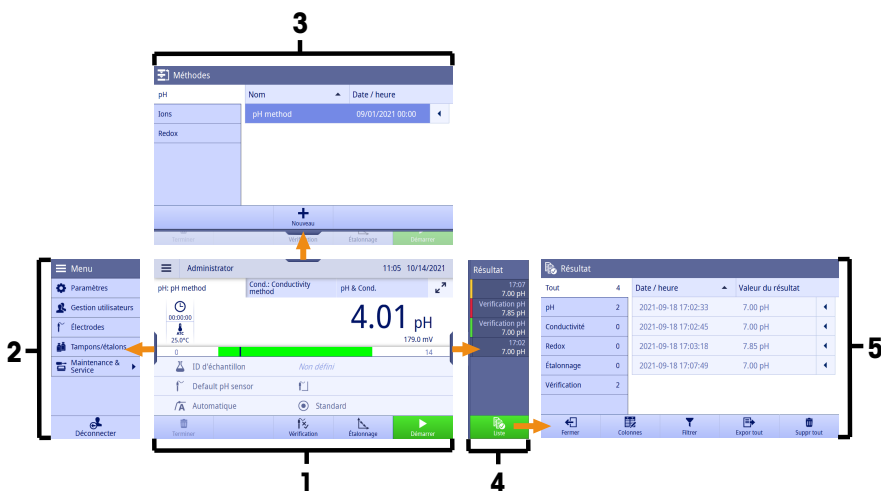 3
Méthodes
pH
Nom
Date / heure
Ions
pH method
09/01/2021 00:00
Redox
Nouveau
Terminer
Vérification
Étalonnage
Démarrer
Menu
Paramètres
Gestion utilisateurs
Électrodes
Tampons/étalons
Maintenance &
Service
Déconnecter
2
Administrator
11:05 10/14/2021
pH: pH method
Cond.: Conductivity
method
pH & Cond.
00:00:00
ATC
25.0°C
4.01 pH
179.0 mV
0
14
ID d'échantillon
Non défini
Default pH sensor
Automatique
Standard
Terminer
Vérification
Étalonnage
Démarrer
1
Résultat
17:07
7.00 pH
Verification pH
7.85 pH
Verification pH
7.00 pH
17:02
7.00 pH
Liste
4
Résultat
Tout 4
Date / heure
Valeur du résultat
pH 2
2021-09-18 17:02:33 7.00 pH
Conductivité 0
2021-09-18 17:02:45 7.00 pH
Redox 0
2021-09-18 17:03:18 7.85 pH
Étalonnage 0
2021-09-18 17:07:49 7.00 pH
Vérification 2
Fermer
Colonnes
Filtrer
Expor tout
Suppr tout
5